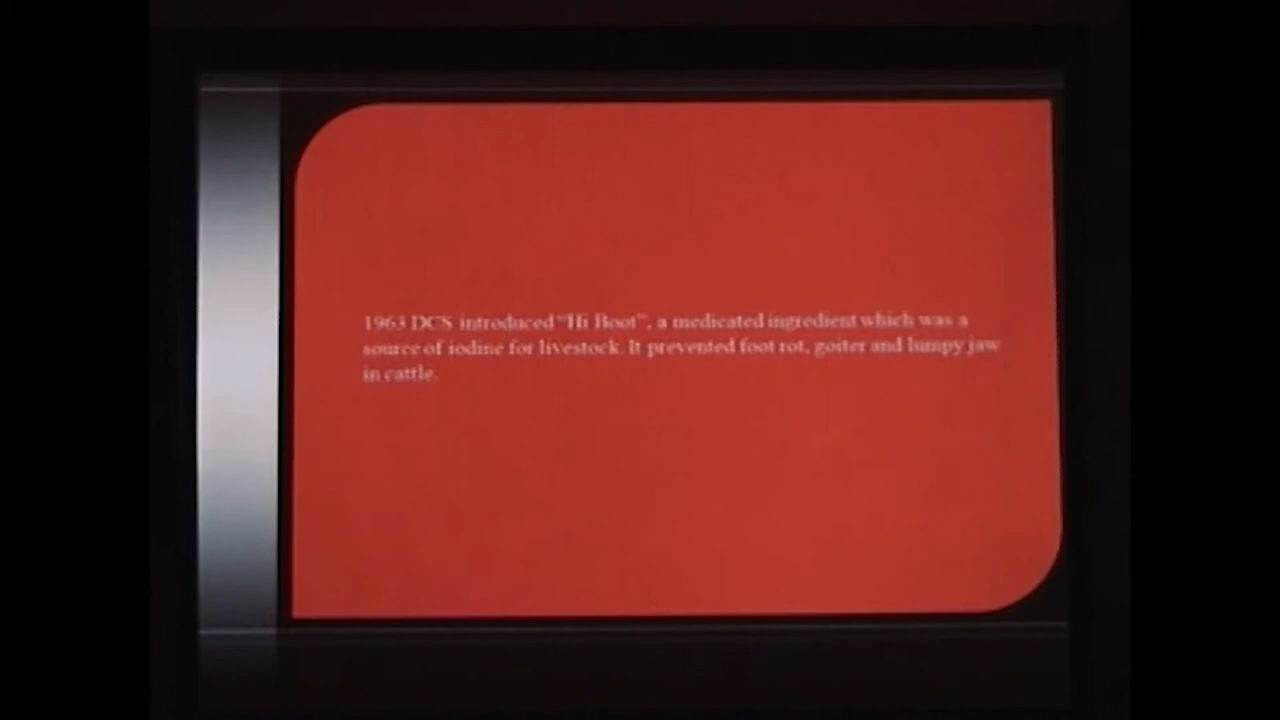 1963 DCS introduced "Hi Boot", a medicated ingredient which was a
source of iodine for livestock. It prevented foot rot, goiter and lumpy jaw
in cattle.